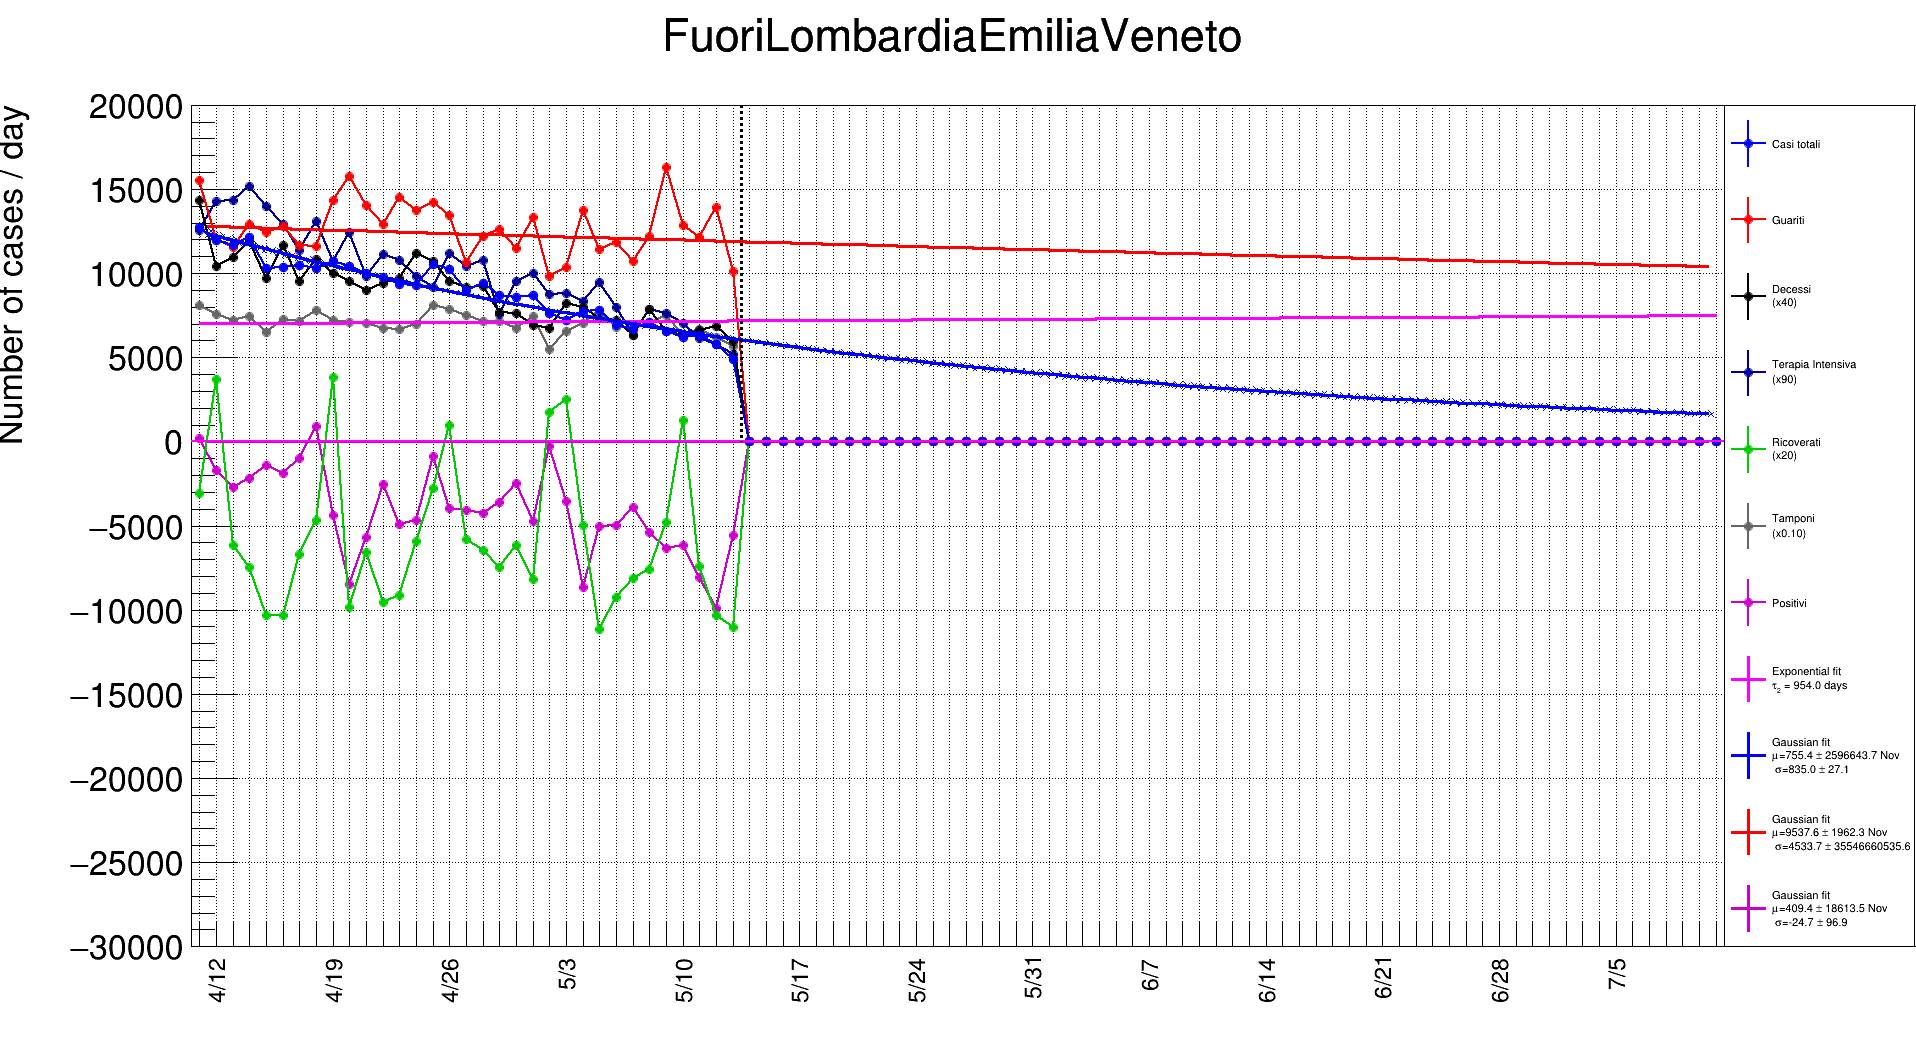 FuoriLombardiaEmiliaVeneto
Number of cases / day
20000
15000
10000
5000
0
−5000
−10000
−15000
−20000
−25000
−30000
4/12
4/19
4/26
5/3
5/10
5/17
5/24
5/31
6/7
6/14
6/21
6/28
7/5
Casi totali
Guariti
Decessi
(x40)
Terapia Intensiva
(x90)
Ricoverati
(x20)
Tamponi
(x0.10)
Positivi
Exponential fit
τ2 = 954.0 days
Gaussian fit
μ=755.4 ± 2596643.7 Nov
σ=835.0 ± 27.1
Gaussian fit
μ=9537.6 ± 1962.3 Nov
σ=4533.7 ± 35546660535.6
Gaussian fit
μ=409.4 ± 18613.5 Nov
σ=-24.7 ± 96.9